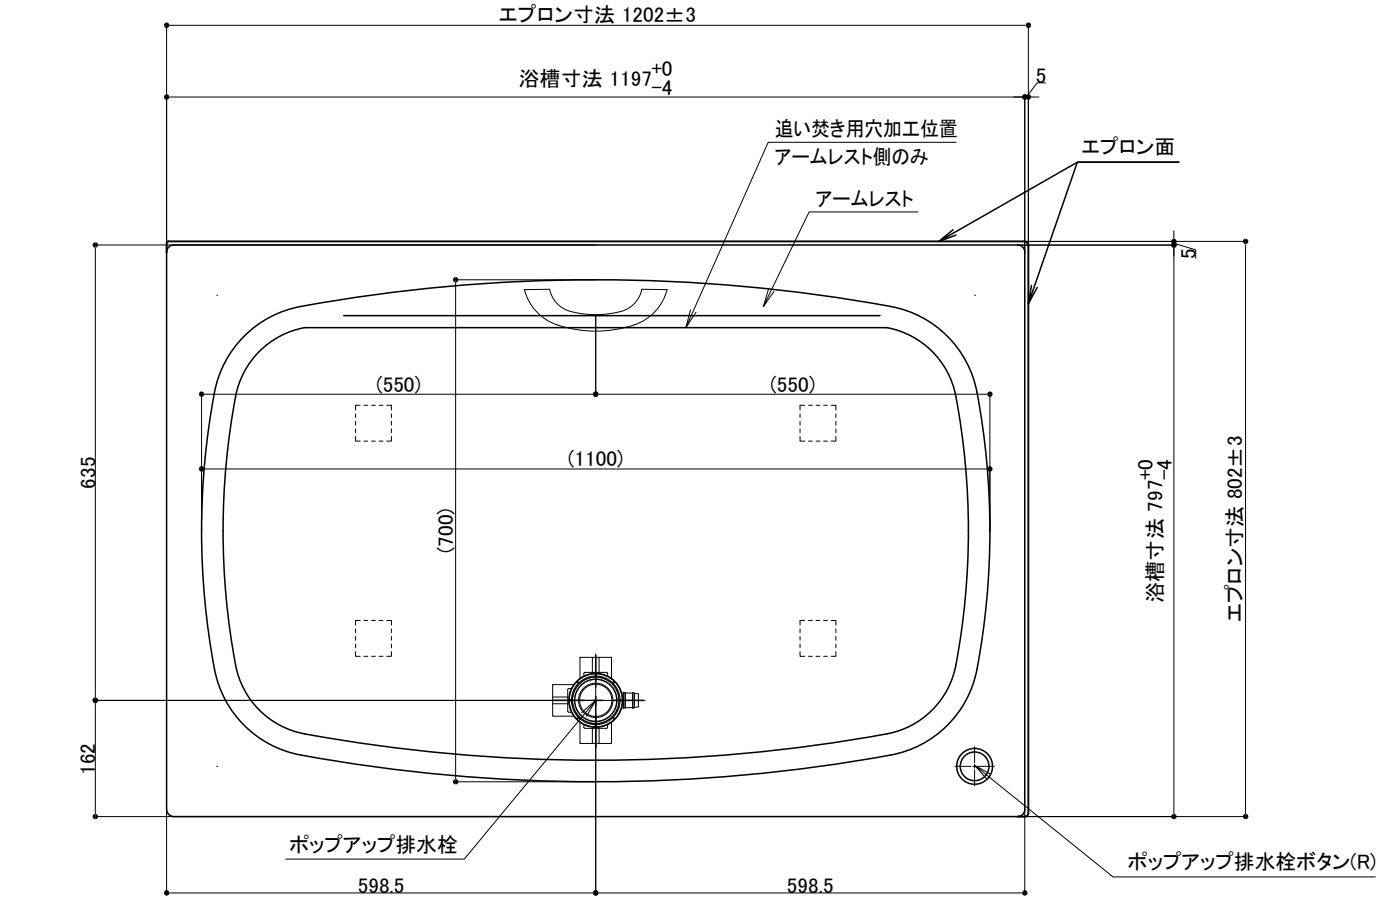 エプロン寸法 1202±3
浴槽寸法 1197 +0 -4
5
追い焚き用穴加工位置
アームレスト側のみ
エプロン面
アームレスト
5
(550)
(550)
(1100)
635
(700)
浴槽寸法 797 +0 -4
エプロン寸法 802±3
162
ポップアップ排水栓
ポップアップ排水栓ボタン(R)
598.5
598.5